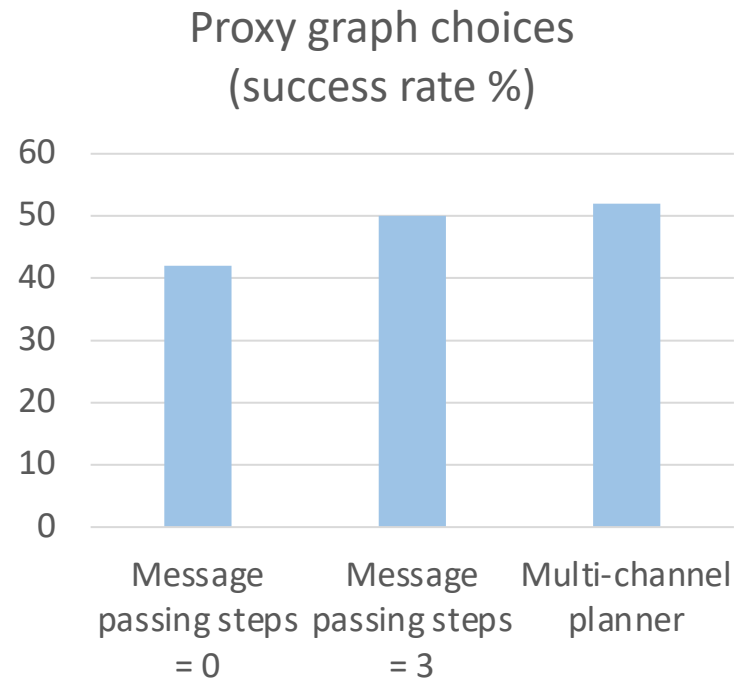 Proxy graph choices
(success rate %)
60
50
40
30
20
10
0
Message
passing steps
= 0
Message
passing steps
= 3
Multi-channel
planner